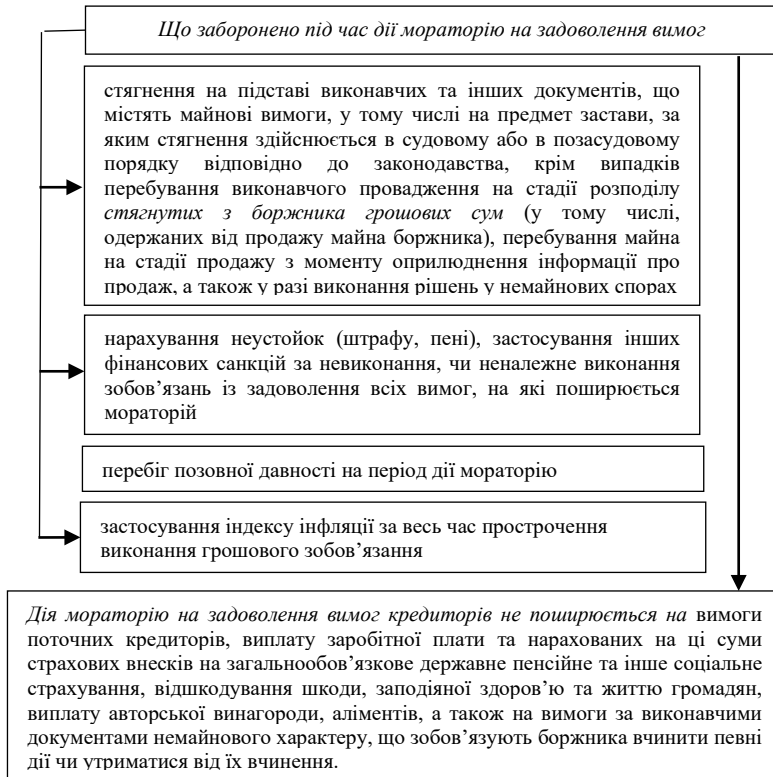 Що заборонено під час дії мораторію на задоволення вимог
стягнення на підставі виконавчих та інших документів, що
містять майнові вимоги, у тому числі на предмет застави, за
яким стягнення здійснюється в судовому або в позасудовому
порядку відповідно до законодавства, крім випадків
перебування виконавчого провадження на стадії розподілу
стягнутих з боржника грошових сум (у тому числі,
одержаних від продажу майна боржника), перебування майна
на стадії продажу з моменту оприлюднення інформації про
продаж, а також у разі виконання рішень у немайнових спорах
нарахування неустойок (штрафу, пені), застосування інших
фінансових санкцій за невиконання, чи неналежне виконання
зобов’язань із задоволення всіх вимог, на які поширюється
мораторій
перебіг позовної давності на період дії мораторію
застосування індексу інфляції за весь час прострочення
виконання грошового зобов’язання
Дія мораторію на задоволення вимог кредиторів не поширюється на вимоги
поточних кредиторів, виплату заробітної плати та нарахованих на ці суми
страхових внесків на загальнообов’язкове державне пенсійне та інше соціальне
страхування, відшкодування шкоди, заподіяної здоров’ю та життю громадян,
виплату авторської винагороди, аліментів, а також на вимоги за виконавчими
документами немайнового характеру, що зобов’язують боржника вчинити певні
дії чи утриматися від їх вчинення.